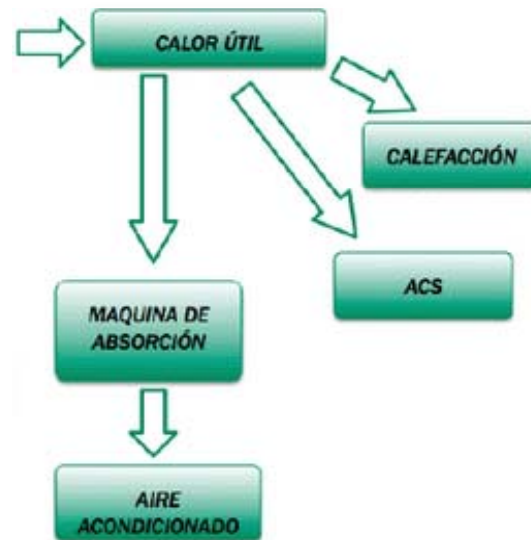 CALOR ÚTIL
CALEFACCIÓN
ACS
MAQUINA DE
ABSORCIÓN
AIRE
ACONDICIONADO